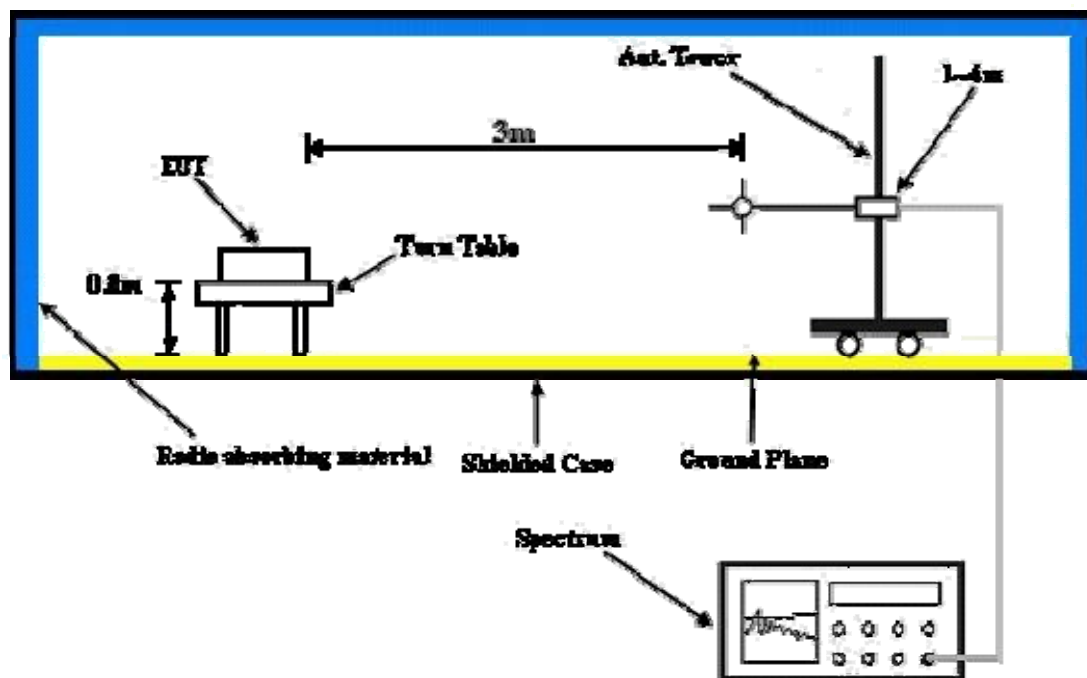 Ant. Tower
1-4m
3m
EUT
Turn Table
0.8m
Radio absorbing material
Shielded Case
Ground Plane
Spectrum